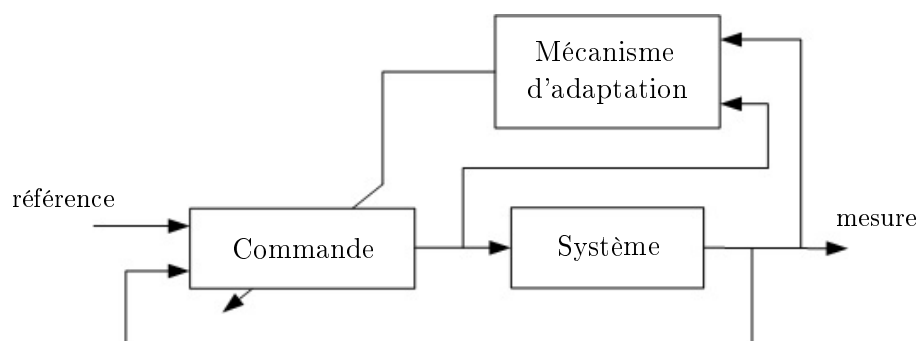 Mécanisme
d'adaptation
référence
mesure
Commande
Système